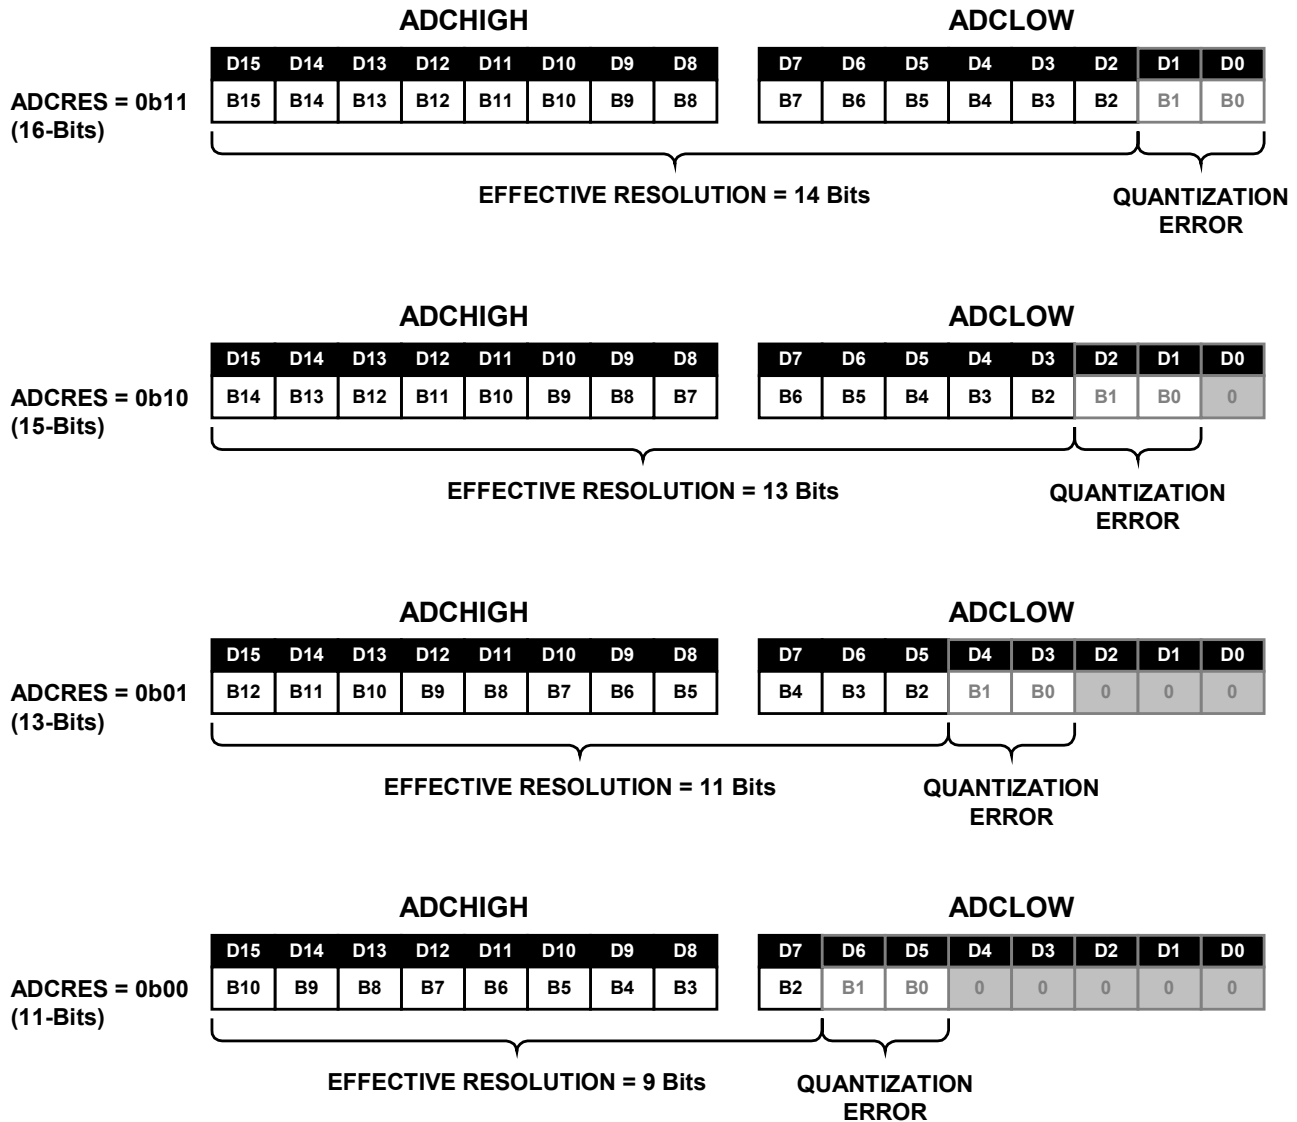 ADCHIGH ADCLOW
D15 D14 D13 D12 D11 D10 D9 D8 D7 D6 D5 D4 D3 D2 D1 D0
ADCRES = 0b11
(16-Bits)
B15 B14 B13 B12 B11 B10 B9 B8 B7 B6 B5 B4 B3 B2 B1 B0
EFFECTIVE RESOLUTION = 14 Bits
QUANTIZATION
ERROR
ADCHIGH ADCLOW
D15 D14 D13 D12 D11 D10 D9 D8 D7 D6 D5 D4 D3 D2 D1 D0
ADCRES = 0b10
(15-Bits)
B14 B13 B12 B11 B10 B9 B8 B7 B6 B5 B4 B3 B2 B1 B0 0
EFFECTIVE RESOLUTION = 13 Bits
QUANTIZATION
ERROR
ADCHIGH ADCLOW
D15 D14 D13 D12 D11 D10 D9 D8 D7 D6 D5 D4 D3 D2 D1 D0
ADCRES = 0b01
(13-Bits)
B12 B11 B10 B9 B8 B7 B6 B5 B4 B3 B2 B1 B0 0 0 0
EFFECTIVE RESOLUTION = 11 Bits
QUANTIZATION
ERROR
ADCHIGH ADCLOW
D15 D14 D13 D12 D11 D10 D9 D8 D7 D6 D5 D4 D3 D2 D1 D0
ADCRES = 0b00
(11-Bits)
B10 B9 B8 B7 B6 B5 B4 B3 B2 B1 B0 0 0 0 0 0
EFFECTIVE RESOLUTION = 9 Bits
QUANTIZATION
ERROR